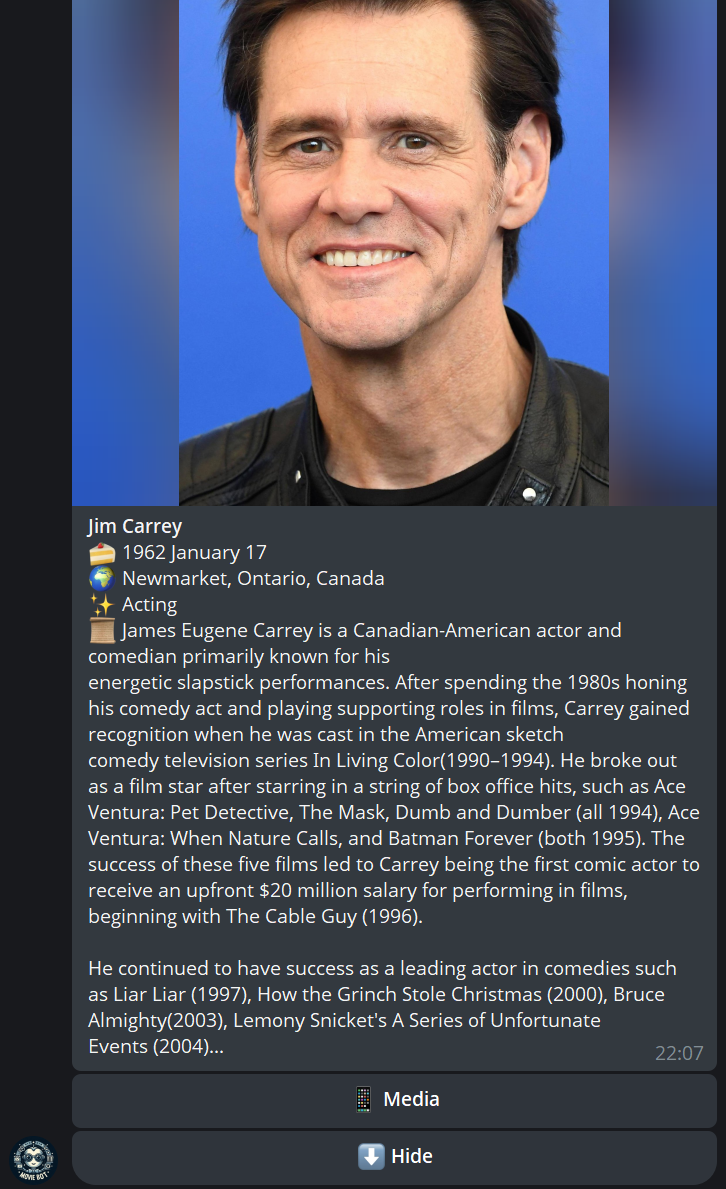 Jim Carrey
🍰 1962 January 17
🌍 Newmarket, Ontario, Canada
✨ Acting
📜 James Eugene Carrey is a Canadian-American actor and
comedian primarily known for his
energetic slapstick performances. After spending the 1980s honing
his comedy act and playing supporting roles in films, Carrey gained
recognition when he was cast in the American sketch
comedy television series In Living Color(1990–1994). He broke out
as a film star after starring in a string of box office hits, such as Ace
Ventura: Pet Detective, The Mask, Dumb and Dumber (all 1994), Ace
Ventura: When Nature Calls, and Batman Forever (both 1995). The
success of these five films led to Carrey being the first comic actor to
receive an upfront $20 million salary for performing in films,
beginning with The Cable Guy (1996).
He continued to have success as a leading actor in comedies such
as Liar Liar (1997), How the Grinch Stole Christmas (2000), Bruce
Almighty(2003), Lemony Snicket's A Series of Unfortunate
Events (2004)...
22:07
📱 Media
⬇️ Hide
MOVIE BOT